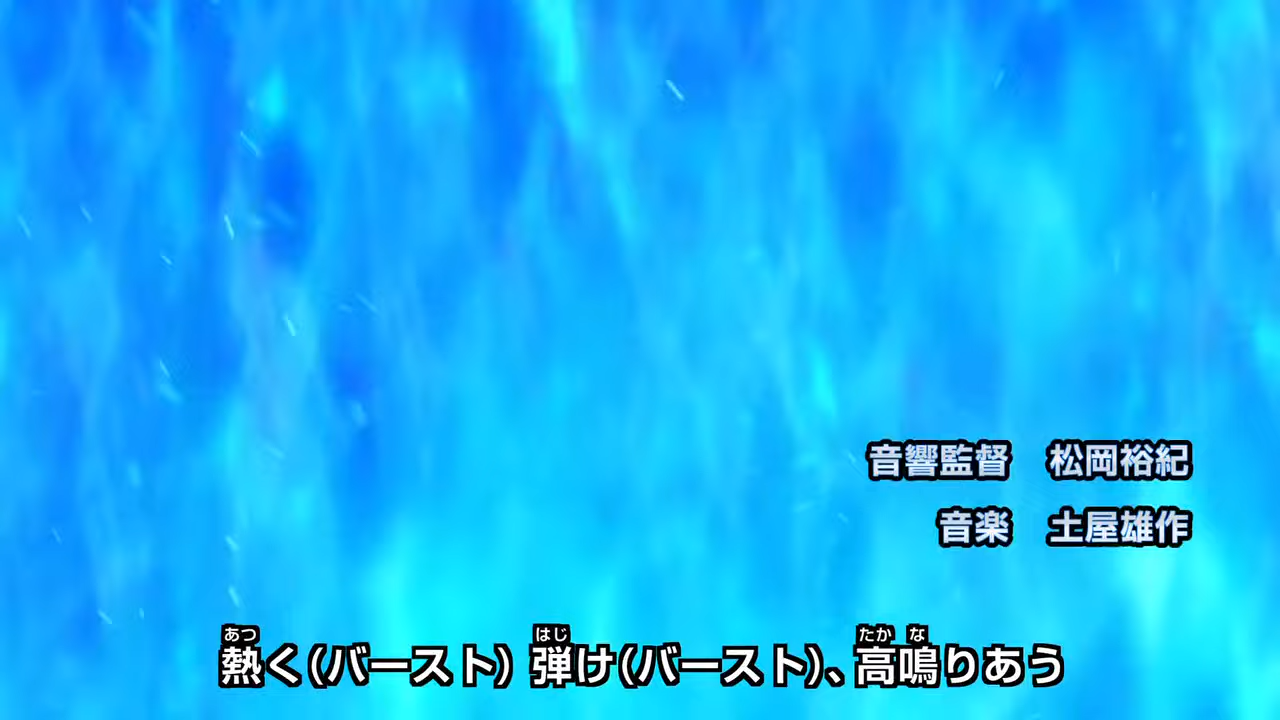 音響監督　松岡裕紀
音楽　土屋雄作
あつ はじ たか な
熱く(バースト) 弾け(バースト)、高鳴りあう